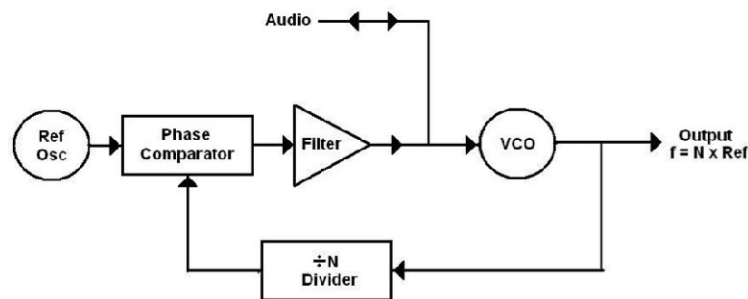 Audio
Ref
Osc
Phase
Comparator
Filter
VCO
Output
f = N x Ref
÷N
Divider